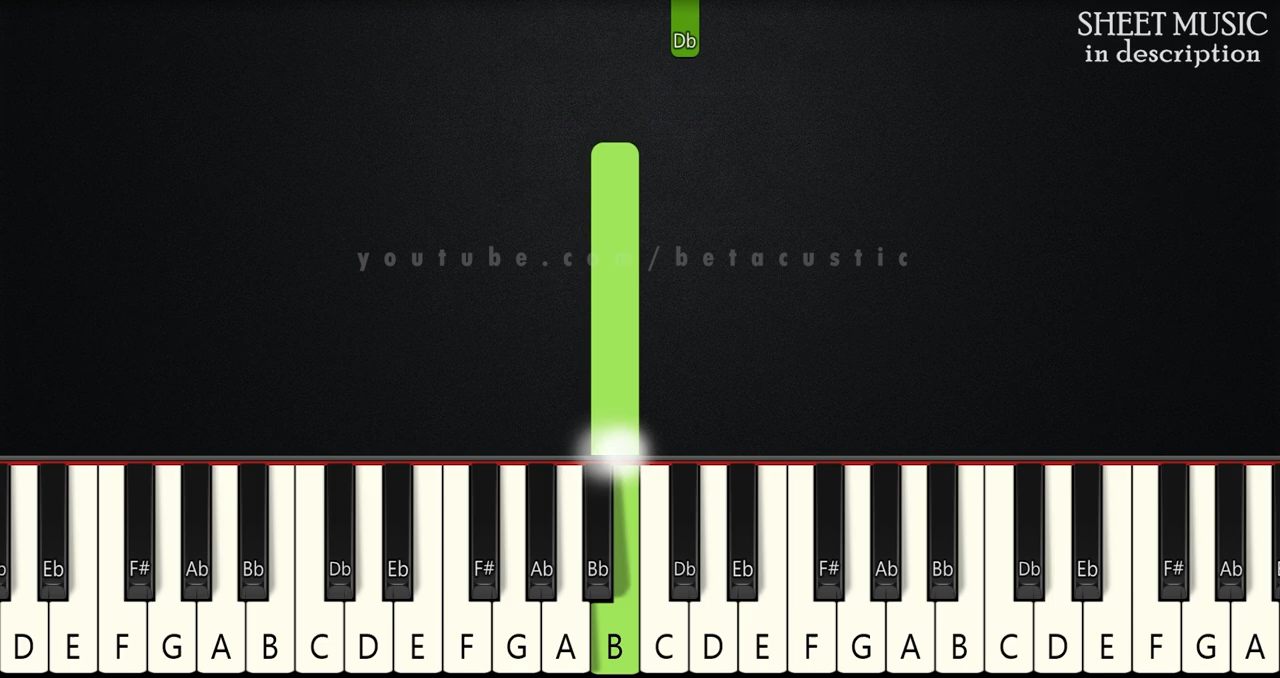 SHEET MUSIC
in description
Db
youtube.com/betacustic
Eb F# Ab Bb Db Eb F# Ab Bb Db Eb F# Ab Bb Db Eb F# Ab
D E F G A B C D E F G A B C D E F G A B C D E F G A